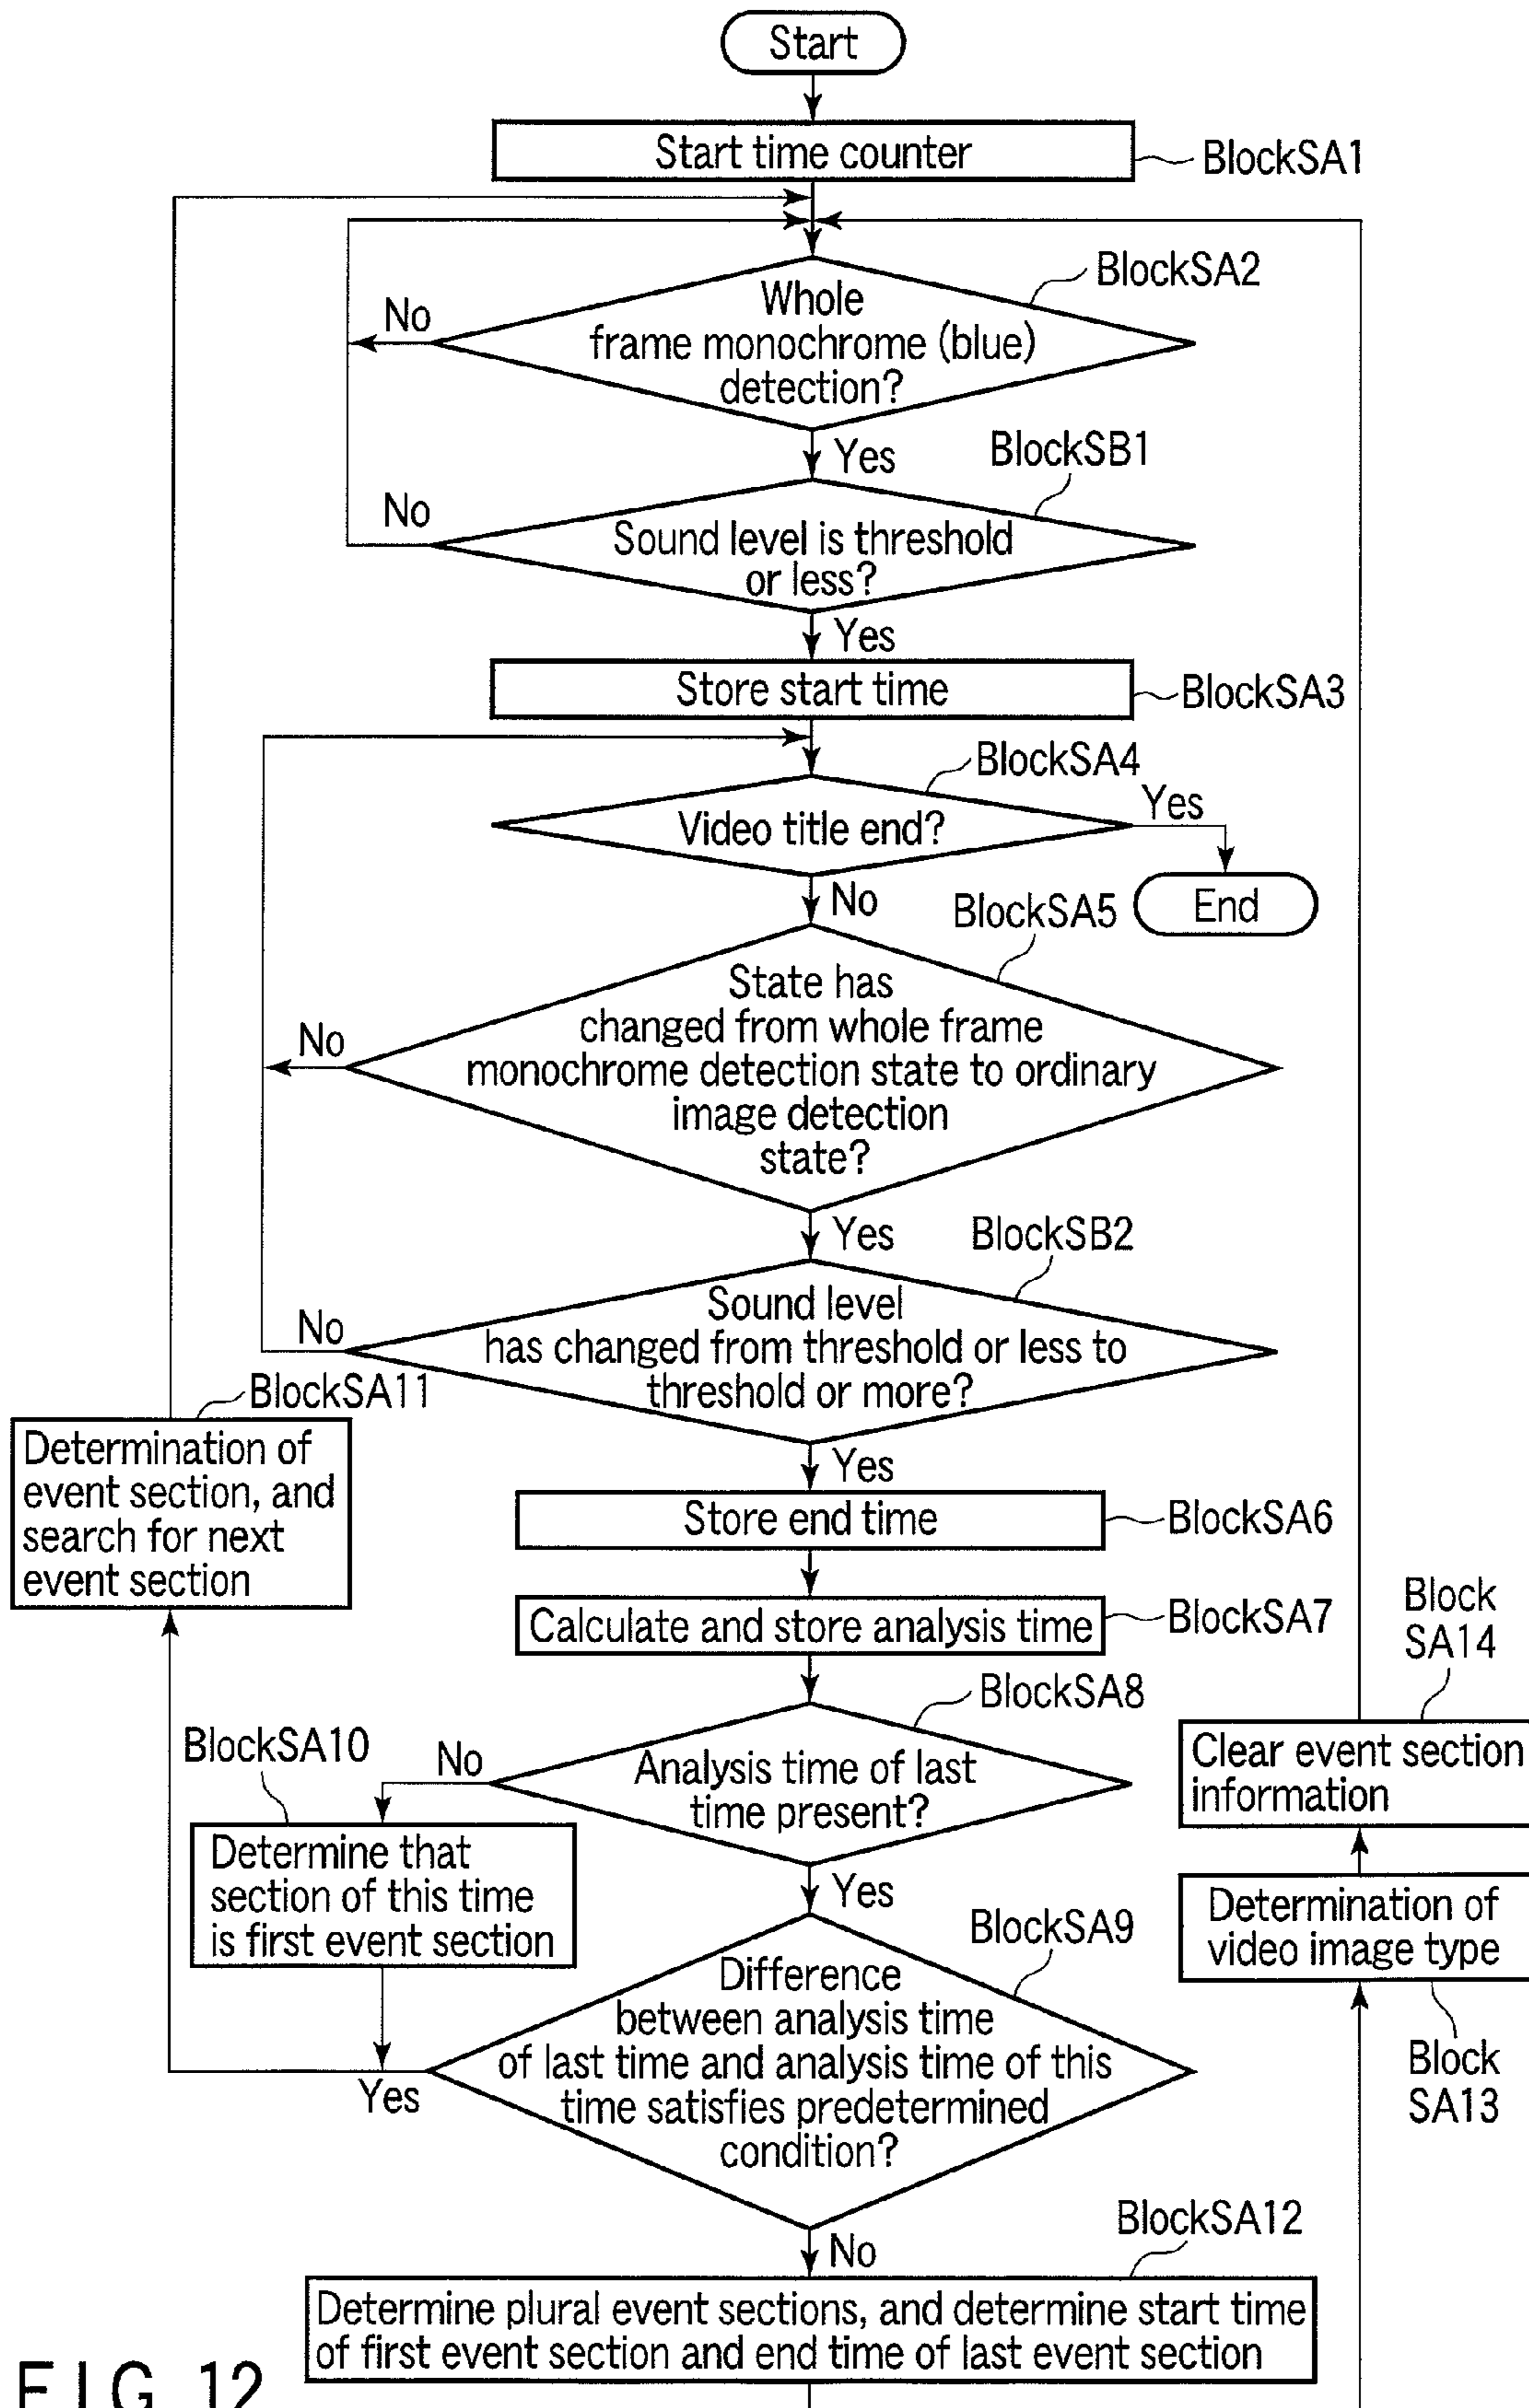 Start
Start time counter
BlockSA1
BlockSA2
Whole
frame monochrome (blue)
detection?
No
Yes
BlockSB1
No
Sound level is threshold
or less?
Yes
Store start time
BlockSA3
BlockSA4
Video title end?
Yes
End
No
BlockSA5
State has
changed from whole frame
monochrome detection state to ordinary
image detection
state?
No
Yes
BlockSB2
Sound level
has changed from threshold or less to
threshold or more?
No
Yes
BlockSA11
Determination of
event section, and
search for next
event section
Store end time
BlockSA6
Calculate and store analysis time
BlockSA7
BlockSA8
Analysis time of last
time present?
No
BlockSA10
Determine that
section of this time
is first event section
Yes
BlockSA9
Difference
between analysis time
of last time and analysis time of this
time satisfies predetermined
condition?
Yes
Block
SA14
Clear event section
information
Determination of
video image type
Block
SA13
No
BlockSA12
Determine plural event sections, and determine start time
of first event section and end time of last event section
FIG. 12